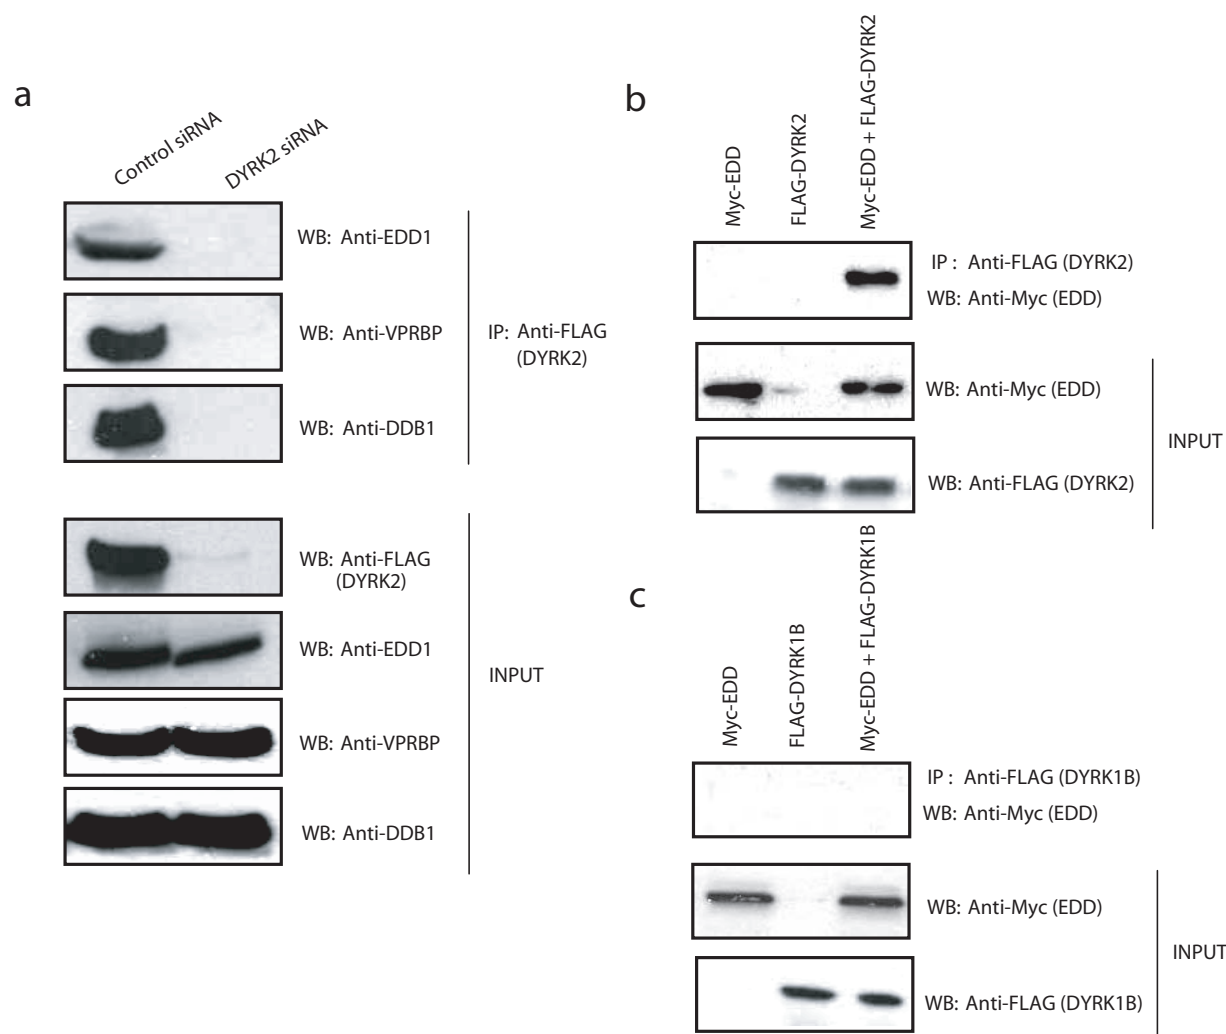 a
Control siRNA
DYRK2 siRNA
WB: Anti-EDD1
WB: Anti-VPRBP
WB: Anti-DDB1
IP: Anti-FLAG
(DYRK2)
WB: Anti-FLAG
(DYRK2)
WB: Anti-EDD1
WB: Anti-VPRBP
WB: Anti-DDB1
INPUT
b
Myc-EDD
FLAG-DYRK2
Myc-EDD + FLAG-DYRK2
IP : Anti-FLAG (DYRK2)
WB: Anti-Myc (EDD)
WB: Anti-Myc (EDD)
WB: Anti-FLAG (DYRK2)
INPUT
c
Myc-EDD
FLAG-DYRK1B
Myc-EDD + FLAG-DYRK1B
IP : Anti-FLAG (DYRK1B)
WB: Anti-Myc (EDD)
WB: Anti-Myc (EDD)
WB: Anti-FLAG (DYRK1B)
INPUT